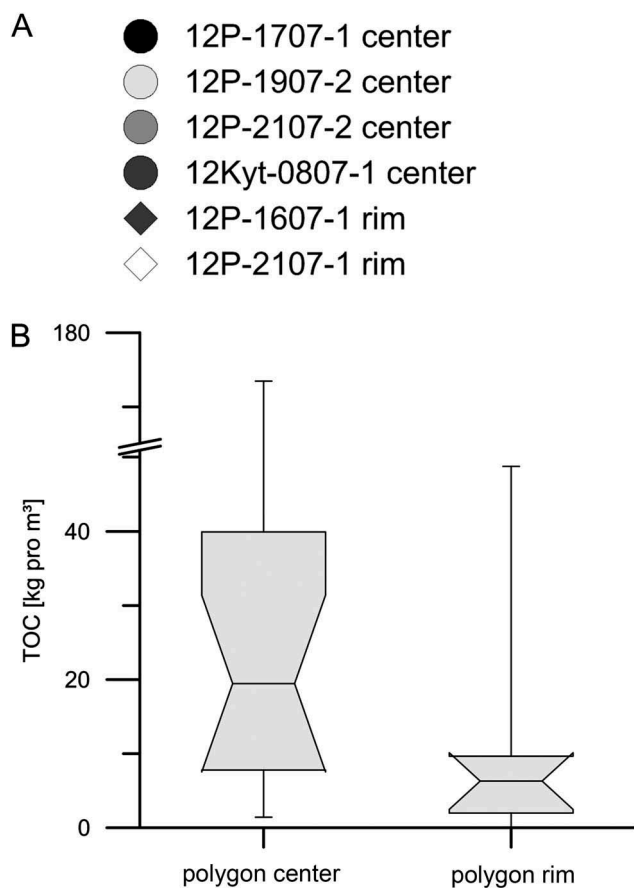 A
12P-1707-1 center
12P-1907-2 center
12P-2107-2 center
12Kyt-0807-1 center
12P-1607-1 rim
12P-2107-1 rim
B
180
40
20
0
TOC [kg pro m³]
polygon center
polygon rim